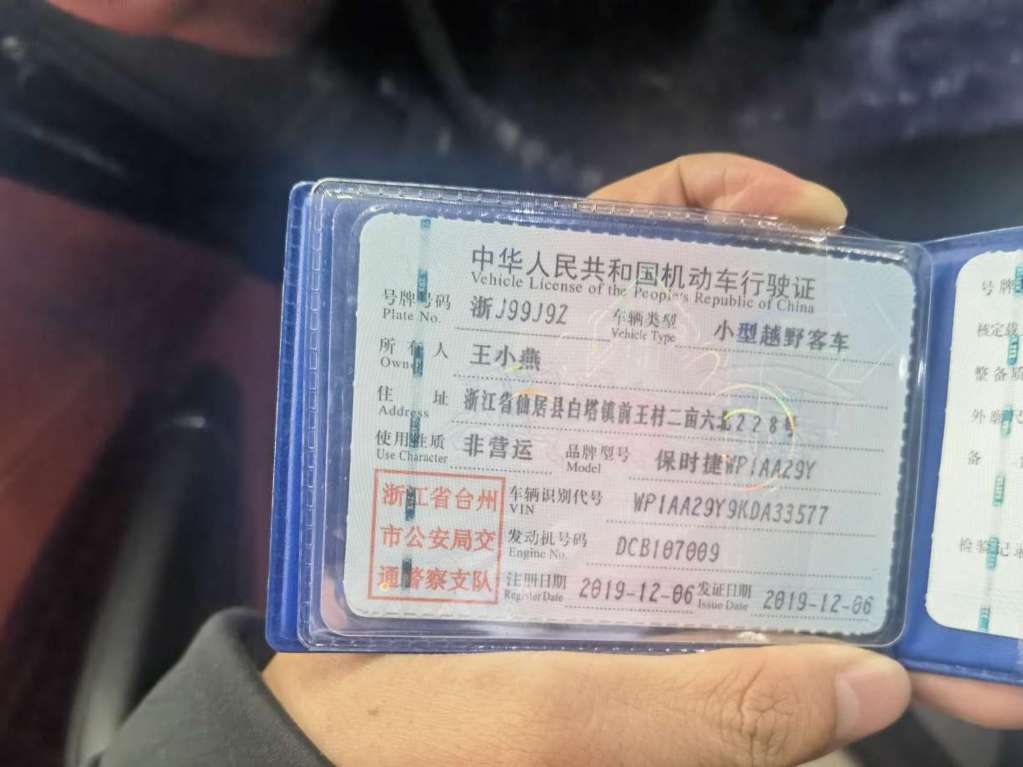 中华人民共和国机动车行驶证
Vehicle License of the People's Republic of China
号牌号码 浙J99J9Z 车辆类型 小型越野客车
Plate No. Vehicle Type
所有人 王小燕
Owner
住址 浙江省仙居县白塔镇前王村二亩六北228号
Address
使用性质 非营运 品牌型号 保时捷WP1AA29Y
Use Character Model
浙江省台州
市公安局交
通警察支队
车辆识别代号 WP1AA29Y9KDA33577
VIN
发动机号码 DCB107009
Engine No.
注册日期 2019-12-06 发证日期 2019-12-06
Register Date Issue Date
号牌
核定载
整备质
外廓尺
备
检验记录